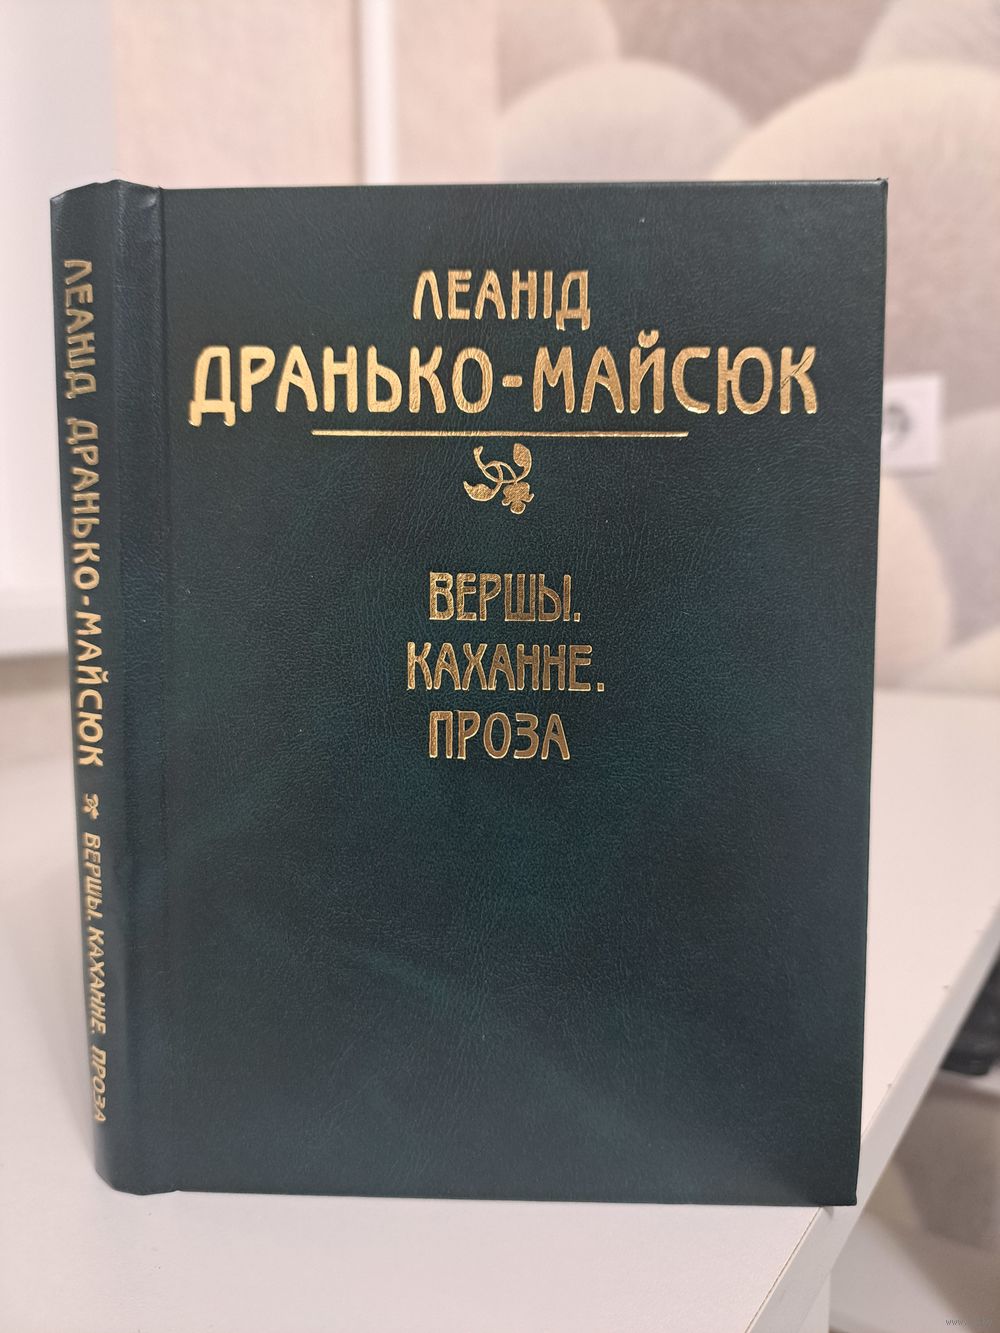 ЛЕАНІД
ДРАНЬКО-МАЙСЮК
ВЕРШЫ.
КАХАННЕ.
ПРОЗА
ЛЕАНІД ДРАНЬКО-МАЙСЮК ВЕРШЫ. КАХАННЕ. ПРОЗА